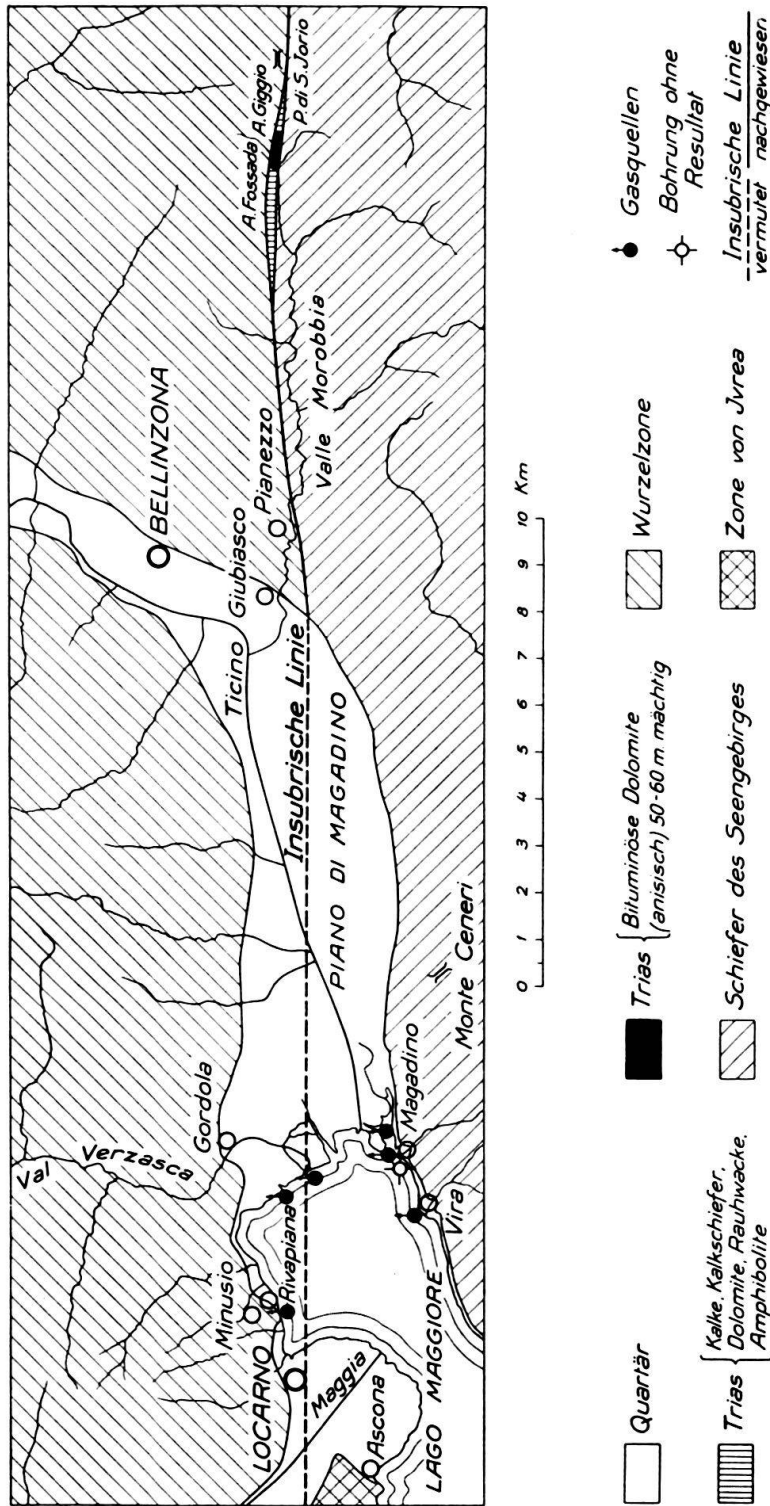 A. Fossada
A. Giggio
P. di S. Jorio
BELLINZONA
Giubiasco
Pianezzo
Valle Morobbia
Ticino
Insubrische Linie
PIANO DI MAGADINO
Val Verzasca
Gordola
Monte Ceneri
Magadino
Vira
Minusio
Rivapiana
LOCARNO
Maggia
Ascona
LAGO MAGGIORE
0 1 2 3 4 5 6 7 8 9 10 Km
Quartär
Trias { Kalke, Kalkschiefer,
Dolomite, Rauhwacke,
Amphibolite
Trias { Bituminöse Dolomite
(anisisch) 50-60 m mächtig
Schiefer des Seengebirges
Wurzelzone
Zone von Jvrea
Gasquellen
Bohrung ohne
Resultat
Insubrische Linie
vermutet nachgewiesen